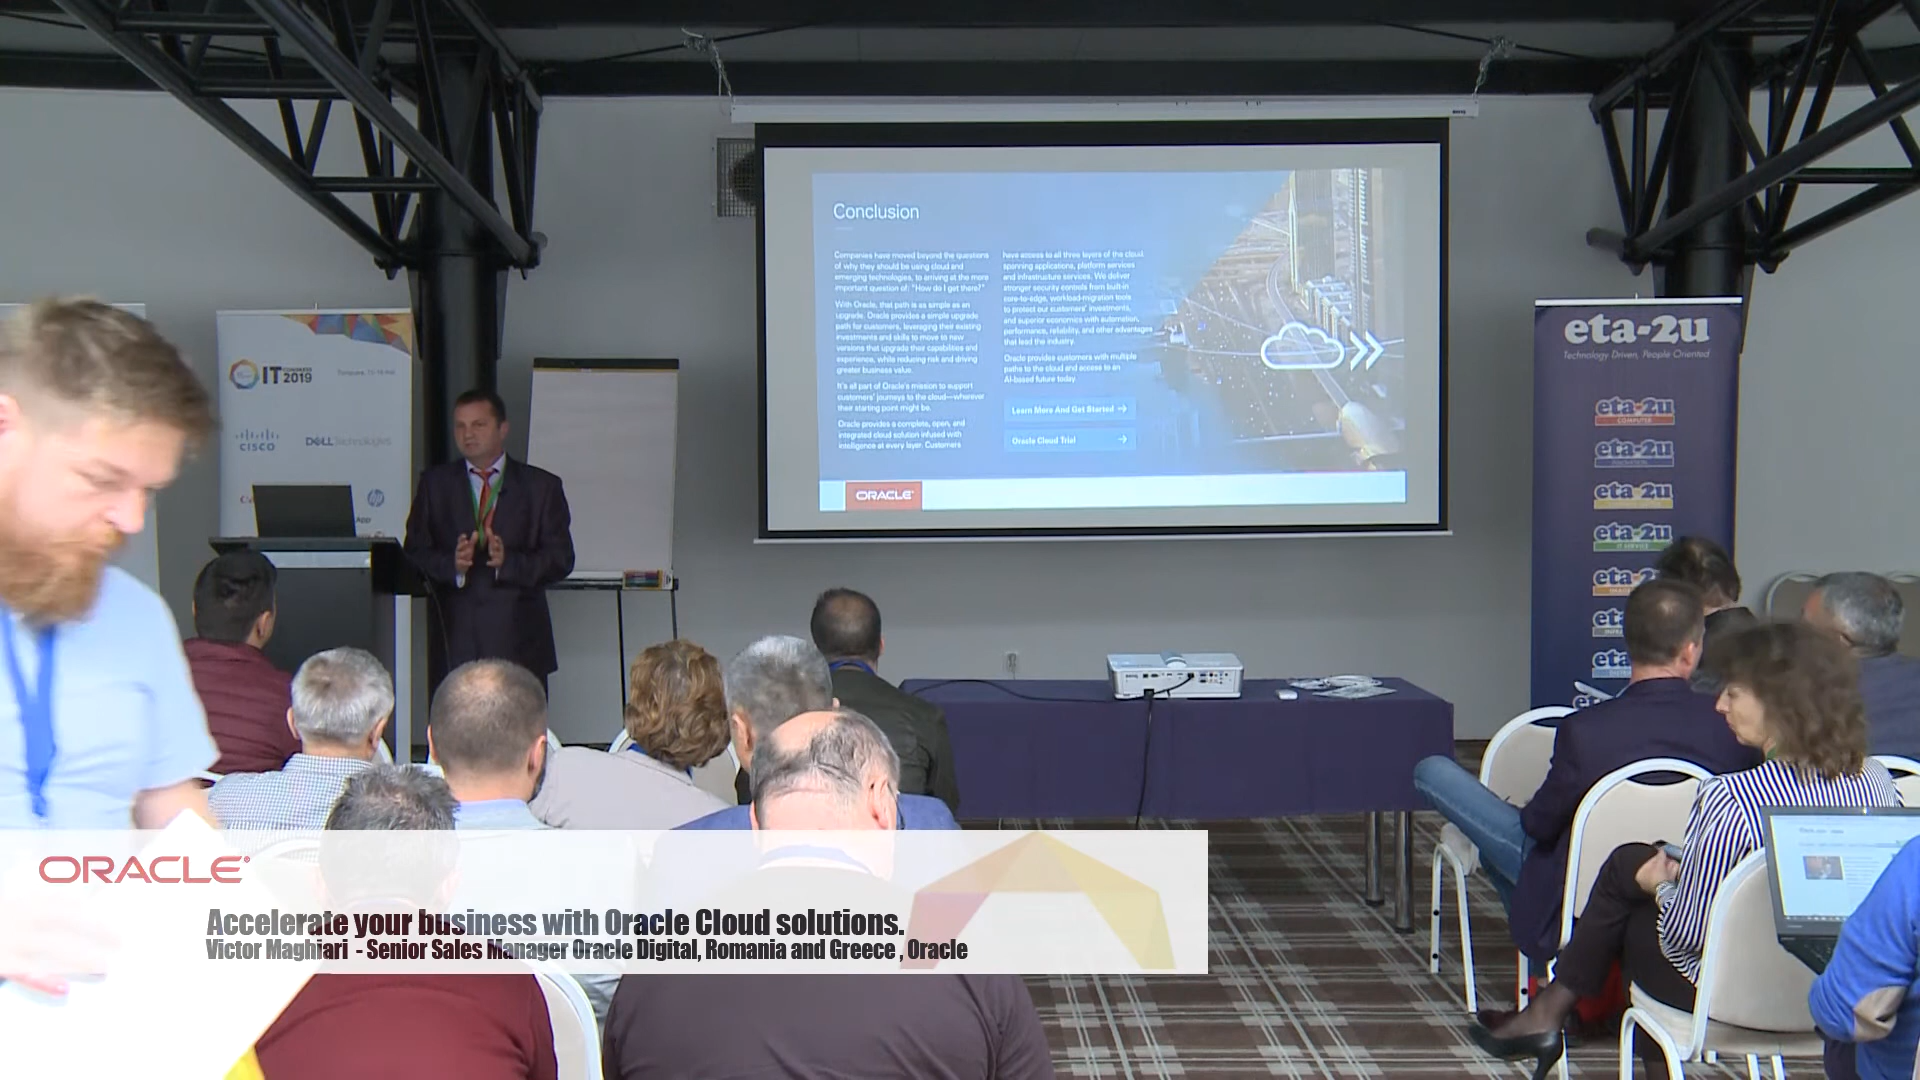 Conclusion
Companies have moved beyond the questions
of why they should be using cloud and
emerging technologies, to arriving at the more
important question of: "How do I get there?"
With Oracle, that path is as simple as an
upgrade. Oracle provides a simple upgrade
path for customers, leveraging their existing
investments and skills to move to new
versions that upgrade their capabilities and
experience, while reducing risk and driving
greater business value.
It's all part of Oracle's mission to support
customers' journeys to the cloud—wherever
their starting point might be.
Oracle provides a complete, open, and
integrated cloud solution infused with
intelligence at every layer. Customers
have access to all three layers of the cloud
spanning applications, platform services
and infrastructure services. We deliver
stronger security controls from built-in
core-to-edge, workload-migration tools
to protect our customers' investments,
and superior economics with automation,
performance, reliability, and other advantages
that lead the industry.
Oracle provides customers with multiple
paths to the cloud and access to an
AI-based future today.
Learn More And Get Started
Oracle Cloud Trial
ORACLE
IT CONGRESS
2019
CISCO
DELL Technologies
hp
eta-2u
Technology Driven, People Oriented
eta-2u
COMPUTER
eta-2u
eta-2u
eta-2u
IT SERVICE
eta-2
et
eta
ORACLE
Accelerate your business with Oracle Cloud solutions.
Victor Maghiari - Senior Sales Manager Oracle Digital, Romania and Greece , Oracle